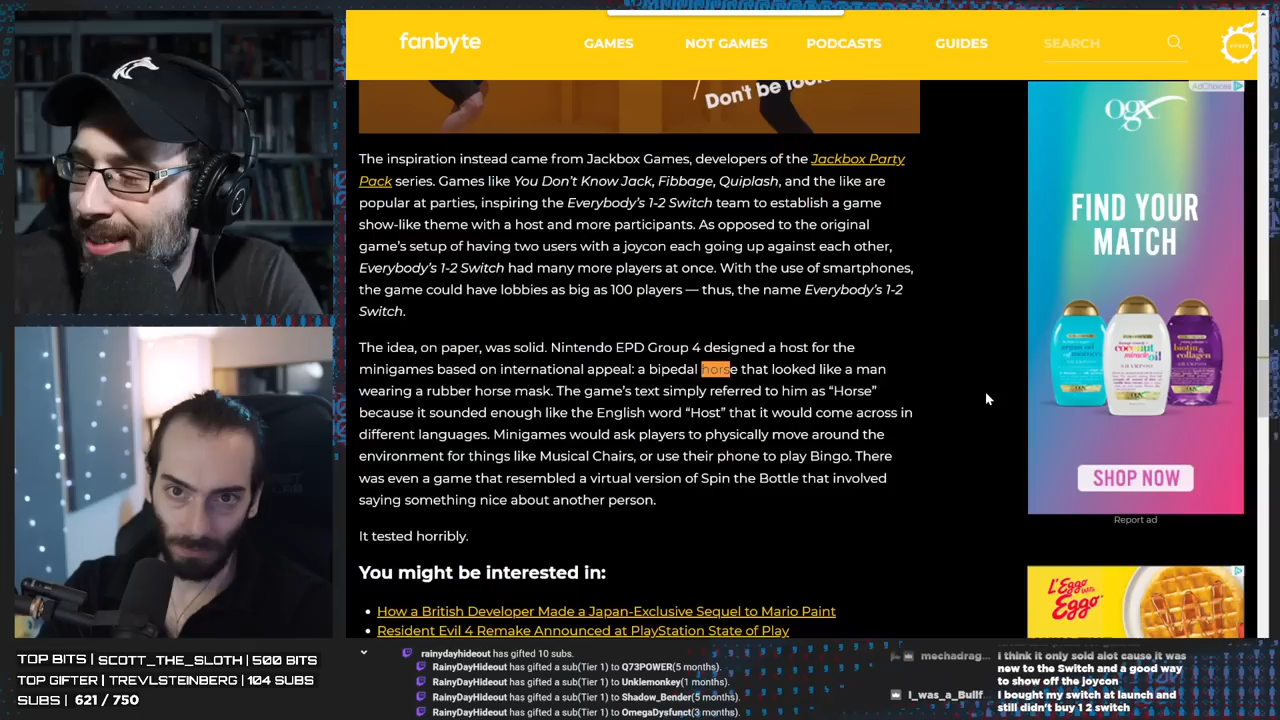 fanbyte
GAMES
NOT GAMES
PODCASTS
GUIDES
SEARCH
Don't be
The inspiration instead came from Jackbox Games, developers of the Jackbox Party
Pack series. Games like You Don't Know Jack, Fibbage, Quiplash, and the like are
popular at parties, inspiring the Everybody's 1-2 Switch team to establish a game
show-like theme with a host and more participants. As opposed to the original
game's setup of having two users with a joycon each going up against each other,
Everybody's 1-2 Switch had many more players at once. With the use of smartphones,
the game could have lobbies as big as 100 players — thus, the name Everybody's 1-2
Switch.
The idea, on paper, was solid. Nintendo EPD Group 4 designed a host for the
minigames based on international appeal: a bipedal horse that looked like a man
wearing a rubber horse mask. The game's text simply referred to him as “Horse”
because it sounded enough like the English word “Host” that it would come across in
different languages. Minigames would ask players to physically move around the
environment for things like Musical Chairs, or use their phone to play Bingo. There
was even a game that resembled a virtual version of Spin the Bottle that involved
saying something nice about another person.
It tested horribly.
You might be interested in:
How a British Developer Made a Japan-Exclusive Sequel to Mario Paint
Resident Evil 4 Remake Announced at PlayStation State of Play
AdChoices
ogx
FIND YOUR
MATCH
coconut
miracle oil
biotin
collagen
SHOP NOW
Report ad
L'Eggo
with
Eggo
TOP BITS | SCOTT_THE_SLOTH | 500 BITS
TOP GIFTER | TREVLSTEINBERG | 104 SUBS
SUBS | 621 / 750
rainydayhideout has gifted 10 subs.
RainyDayHideout has gifted a sub(Tier 1) to Q73POWER(5 months).
RainyDayHideout has gifted a sub(Tier 1) to Unklemonkey(1 months).
RainyDayHideout has gifted a sub(Tier 1) to Shadow_Bender(5 months).
RainyDayHideout has gifted a sub(Tier 1) to OmegaDysfunct(3 months).
mechadrag...
I think it only sold alot cause it was
new to the Switch and a good way
to show off the joycon
I_was_a_Bullf...
I bought my switch at launch and
still didn't buy 1 2 switch